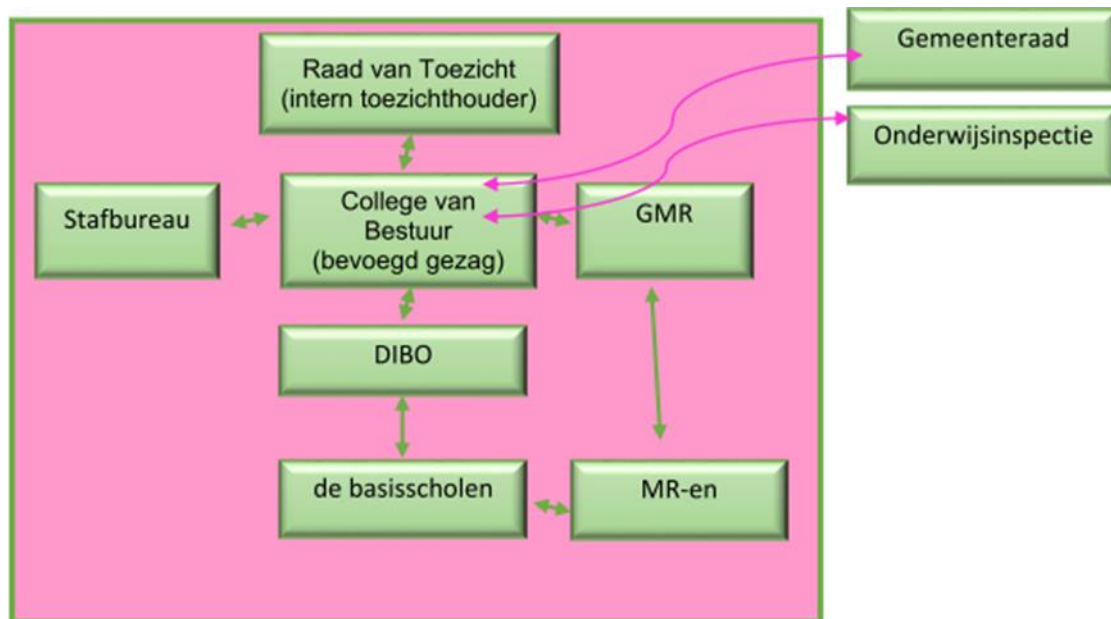 Raad van Toezicht
(intern toezichthouder)
Gemeenteraad
Onderwijsinspectie
Stafbureau
College van
Bestuur
(bevoegd gezag)
GMR
DIBO
de basisscholen
MR-en